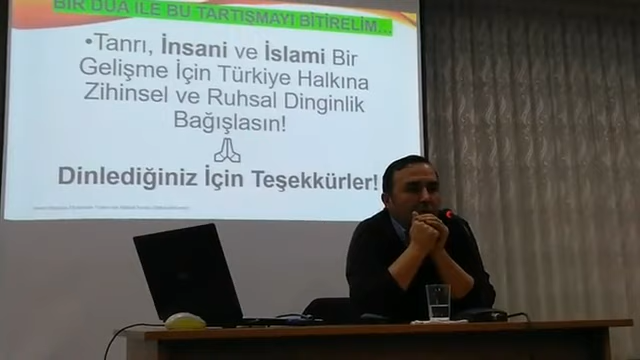 BİR DUA İLE BU TARTIŞMAYI BİTİRELİM...
•Tanrı, İnsani ve İslami Bir
Gelişme İçin Türkiye Halkına
Zihinsel ve Ruhsal Dinginlik
Bağışlasın!
Dinlediğiniz İçin Teşekkürler!